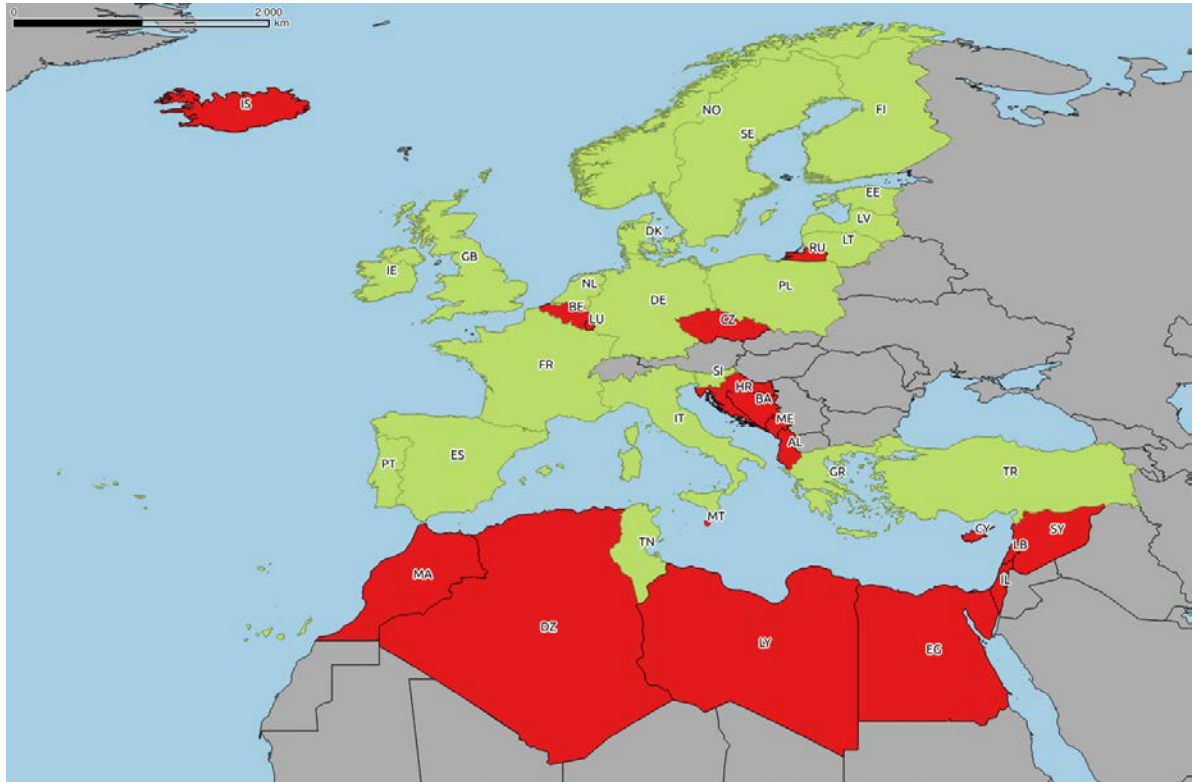 0
2 000
km
IS
NO
SE
FI
EE
LV
LT
RU
DK
GB
IE
NL
BE
LU
DE
PL
CZ
FR
SI
HR
BA
ME
AL
IT
PT
ES
GR
TR
MT
TN
CY
SY
LB
IL
MA
DZ
LY
EG